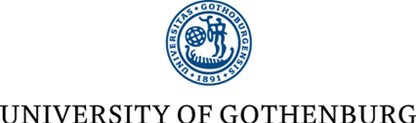 UNIVERSITAS · GOTHOBURGENSIS
· 1891 ·
UNIVERSITY OF GOTHENBURG